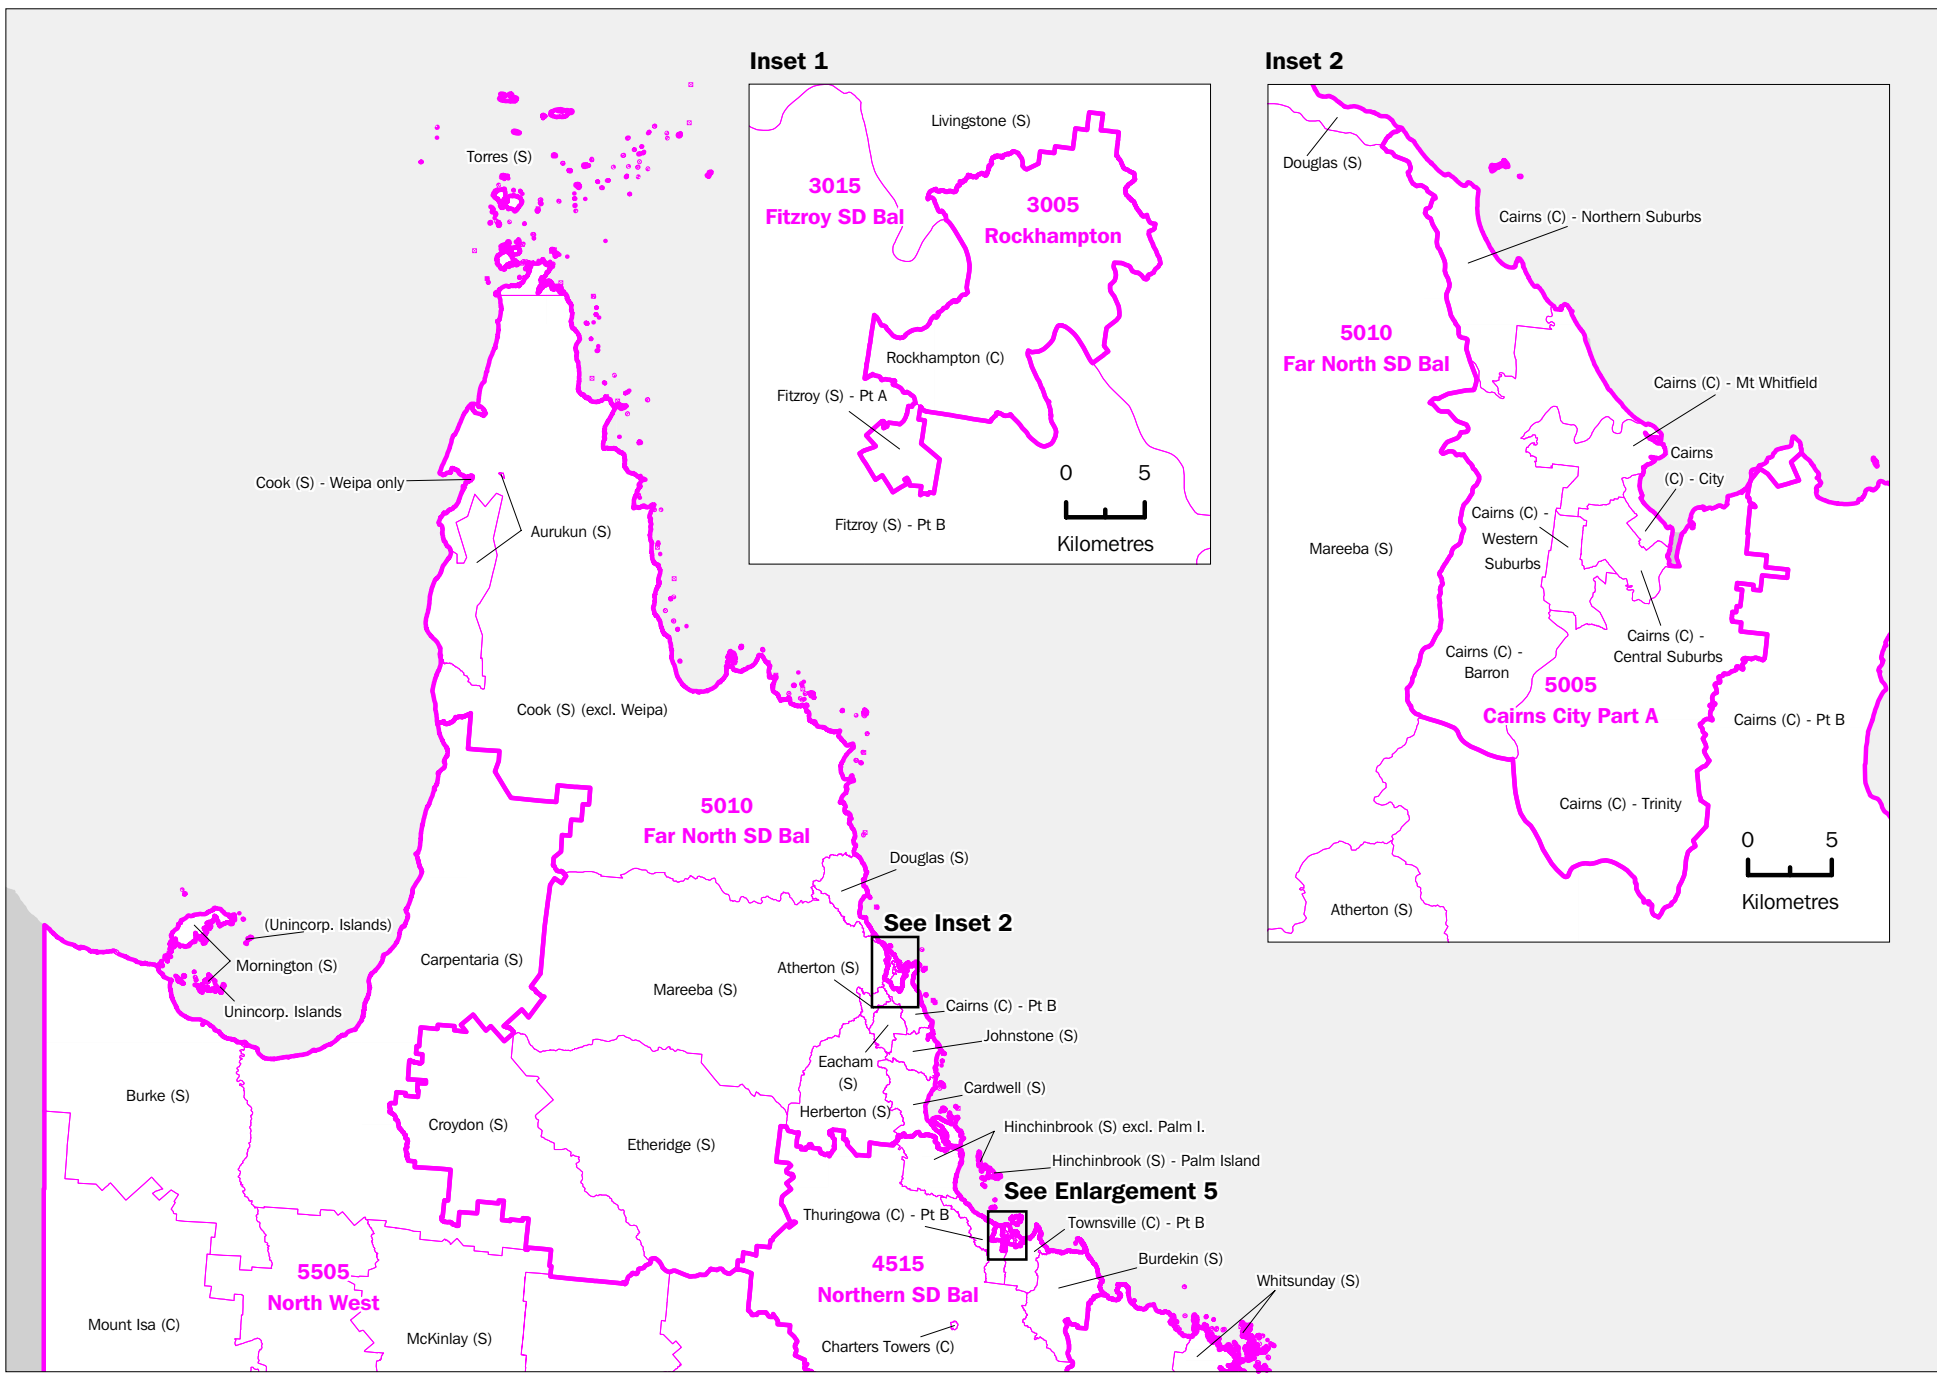 Inset 1
Inset 2
Torres (S)
Livingstone (S)
3015
Fitzroy SD Bal
3005
Rockhampton
Rockhampton (C)
Fitzroy (S) - Pt A
Fitzroy (S) - Pt B
0 5
Kilometres
Douglas (S)
Cairns (C) - Northern Suburbs
5010
Far North SD Bal
Cairns (C) - Mt Whitfield
Cairns
(C) - City
Cairns (C) -
Western
Suburbs
Mareeba (S)
Cairns (C) -
Central Suburbs
Cairns (C) -
Barron
5005
Cairns City Part A
Cairns (C) - Pt B
Cairns (C) - Trinity
0 5
Kilometres
Atherton (S)
Cook (S) - Weipa only
Aurukun (S)
Cook (S) (excl. Weipa)
5010
Far North SD Bal
Douglas (S)
See Inset 2
(Unincorp. Islands)
Mornington (S)
Unincorp. Islands
Carpentaria (S)
Mareeba (S)
Atherton (S)
Cairns (C) - Pt B
Johnstone (S)
Eacham
(S)
Cardwell (S)
Herberton (S)
Burke (S)
Croydon (S)
Etheridge (S)
Hinchinbrook (S) excl. Palm I.
Hinchinbrook (S) - Palm Island
See Enlargement 5
Thuringowa (C) - Pt B
Townsville (C) - Pt B
Burdekin (S)
Whitsunday (S)
5505
North West
4515
Northern SD Bal
Mount Isa (C)
McKinlay (S)
Charters Towers (C)